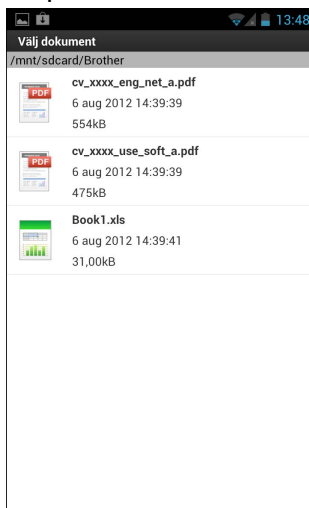 13:48
Välj dokument
/mnt/sdcard/Brother
PDF
cv_xxxx_eng_net_a.pdf
6 aug 2012 14:39:39
554kB
PDF
cv_xxxx_use_soft_a.pdf
6 aug 2012 14:39:39
475kB
Book1.xls
6 aug 2012 14:39:41
31,00kB